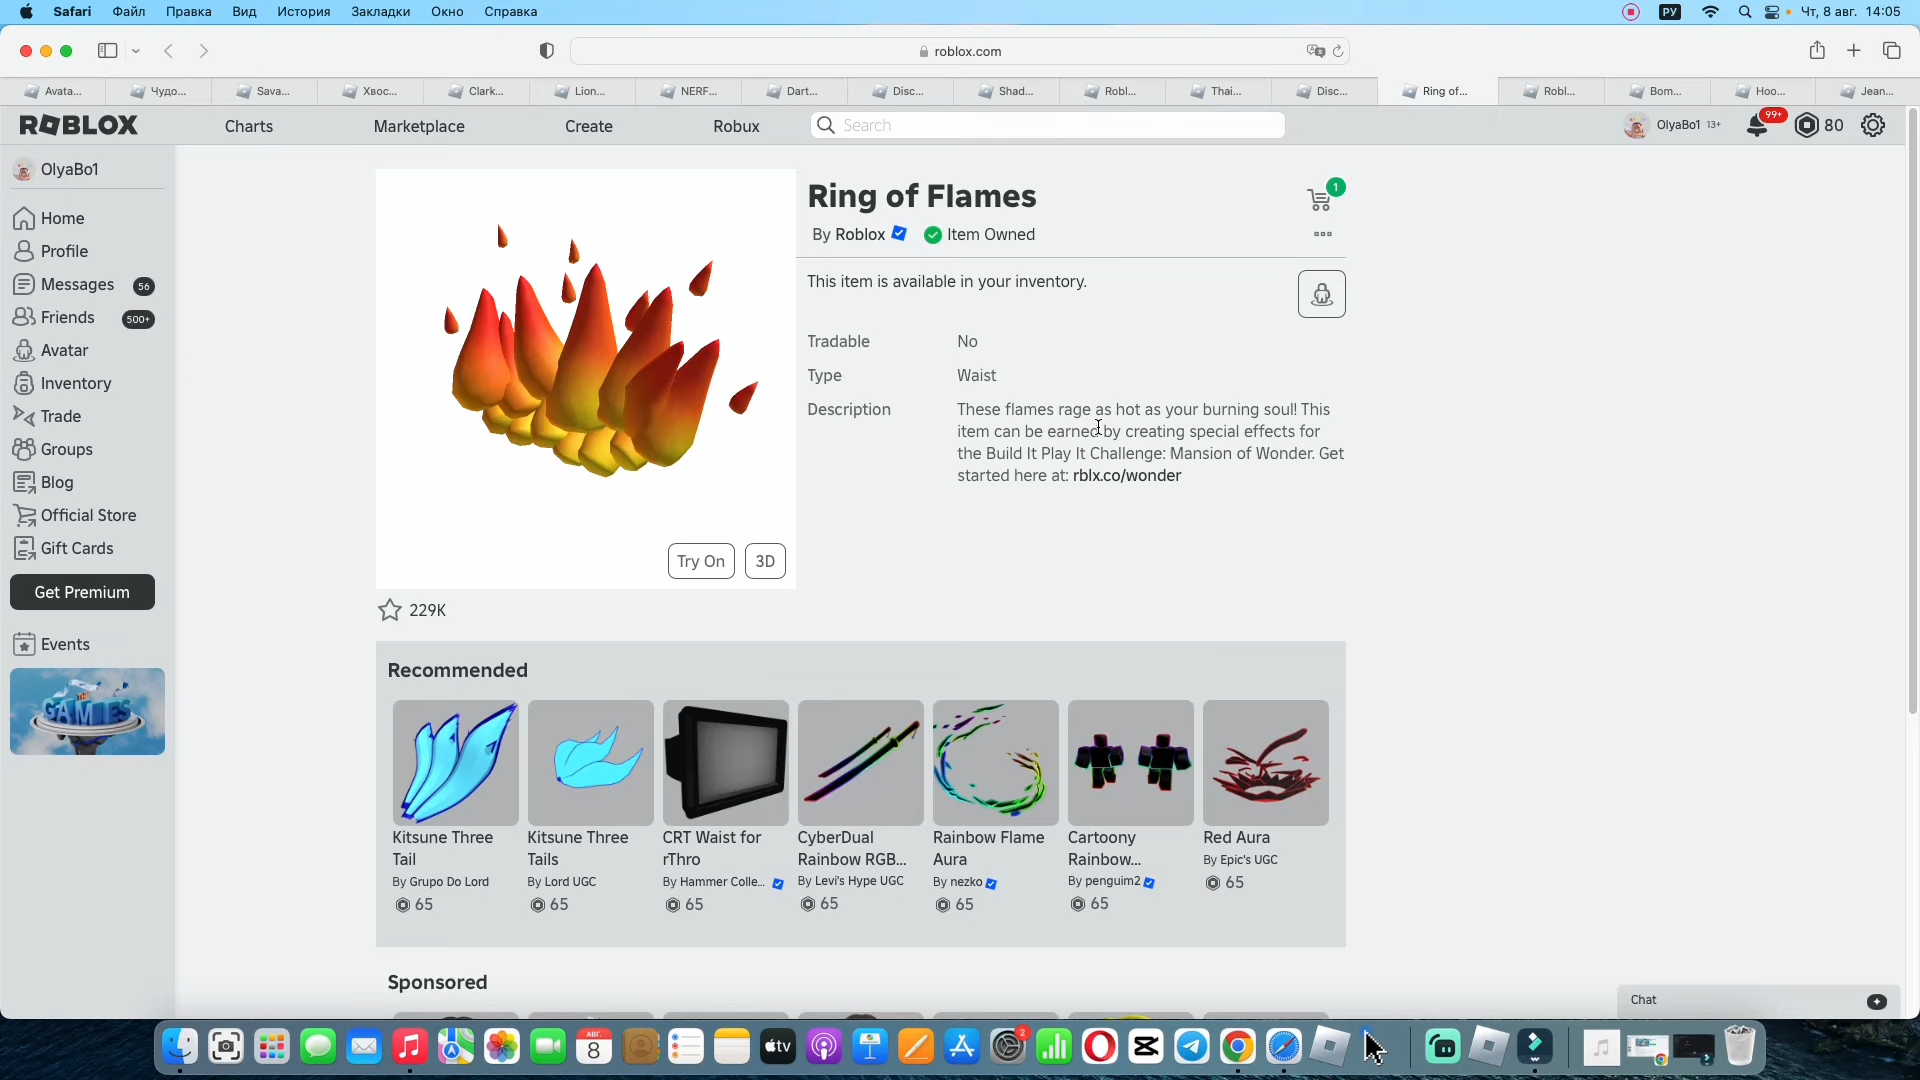 Safari Файл Правка Вид История Закладки Окно Справка РУ Чт, 8 авг. 14:05
roblox.com
Avata... Чудо... Sava... Хвос... Clark... Lion... NERF... Dart... Disc... Shad... Robl... Thai... Disc... Ring of... Robl... Bom... Hoo... Jean...
ROBLOX Charts Marketplace Create Robux Search OlyaBo1 13+ 99+ 80
OlyaBo1
Home
Profile
Messages 56
Friends 500+
Avatar
Inventory
Trade
Groups
Blog
Official Store
Gift Cards
Get Premium
Events
GAMES
Ring of Flames
1
By Roblox Item Owned
This item is available in your inventory.
Tradable No
Type Waist
Description These flames rage as hot as your burning soul! This
item can be earned by creating special effects for
the Build It Play It Challenge: Mansion of Wonder. Get
started here at: rblx.co/wonder
Try On 3D
229K
Recommended
Kitsune Three
Tail
By Grupo Do Lord
65
Kitsune Three
Tails
By Lord UGC
65
CRT Waist for
rThro
By Hammer Colle...
65
CyberDual
Rainbow RGB...
By Levi's Hype UGC
65
Rainbow Flame
Aura
By nezko
65
Cartoony
Rainbow...
By penguim2
65
Red Aura
By Epic's UGC
65
Sponsored
Chat
АВГ.
8
tv
2